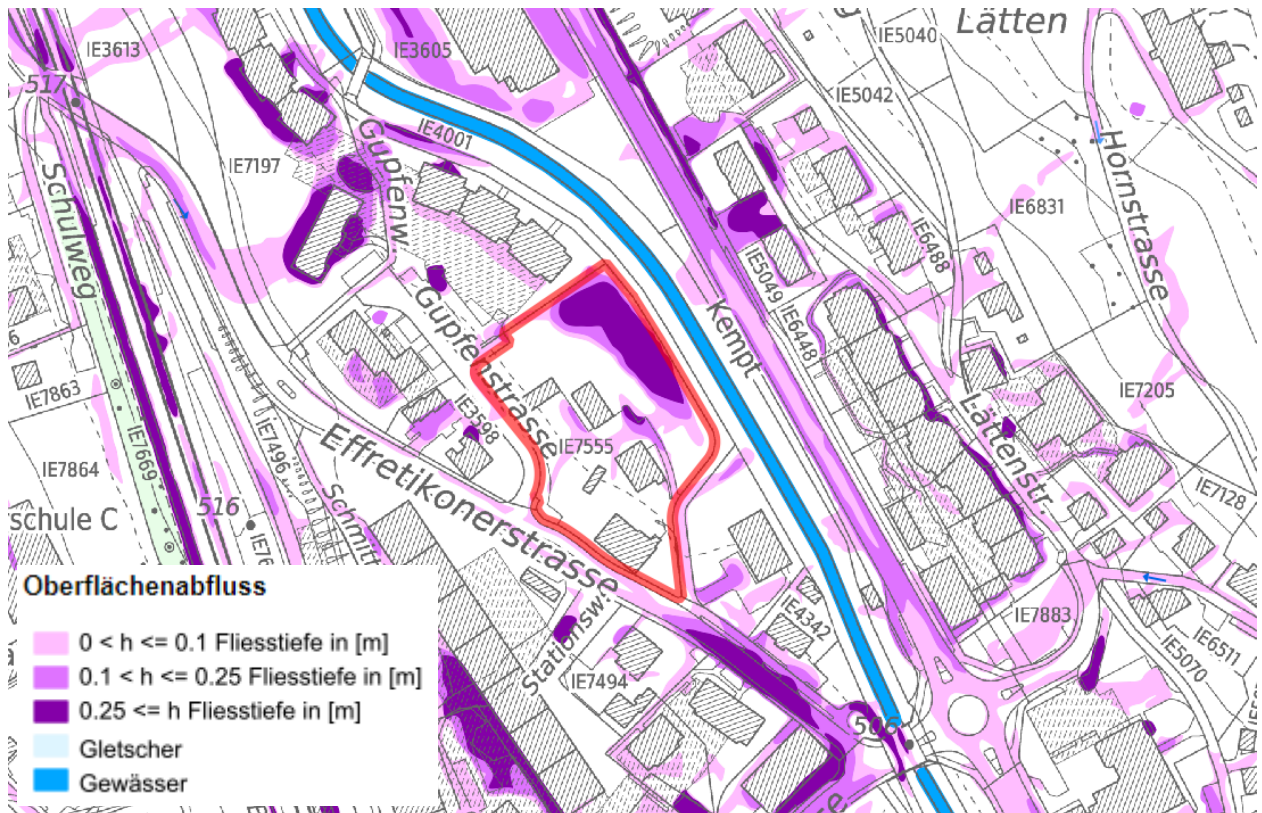 Lätten
IE3613
IE3605
IE5040
517
IE5042
IE4001
Gupfenw.
Hornstrasse
IE7197
Schulweg
IE6831
IE6488
IE5049
Kempt
IE6448
Gupfenstrasse
IE7863
IE7205
IE3598
Lättenstr.
Effretikonerstrasse
IE7555
IE7864
IE7669
IE7496
IE7128
516
schule C
Schmitt
IE76
IE7883
IE4342
Stationsw.
IE6511
IE5070
IE7494
506
Oberflächenabfluss
0 < h <= 0.1 Fliesstiefe in [m]
0.1 < h <= 0.25 Fliesstiefe in [m]
0.25 <= h Fliesstiefe in [m]
Gletscher
Gewässer